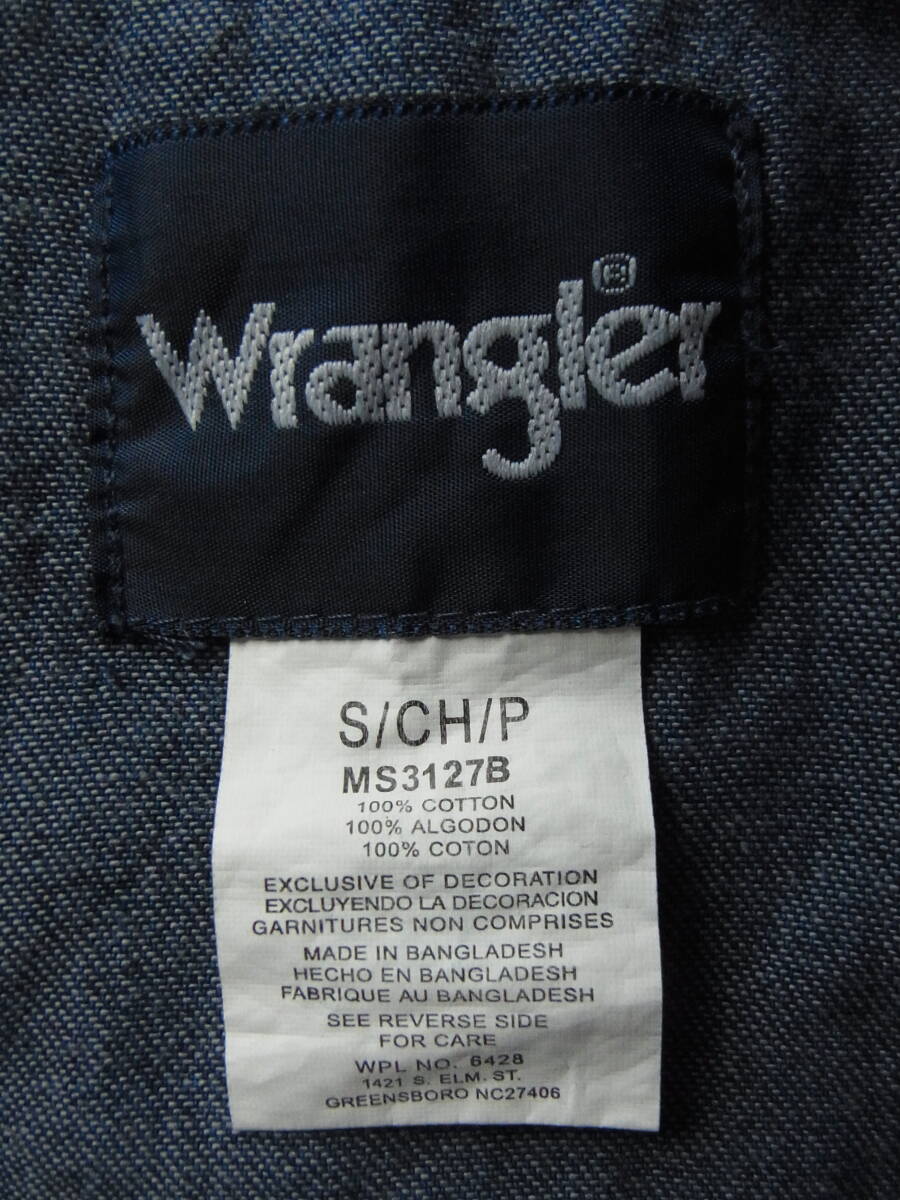 Wrangler®
S/CH/P
MS3127B
100% COTTON
100% ALGODON
100% COTON
EXCLUSIVE OF DECORATION
EXCLUYENDO LA DECORACION
GARNITURES NON COMPRISES
MADE IN BANGLADESH
HECHO EN BANGLADESH
FABRIQUE AU BANGLADESH
SEE REVERSE SIDE
FOR CARE
WPL NO. 6428
1421 S. ELM. ST.
GREENSBORO NC27406